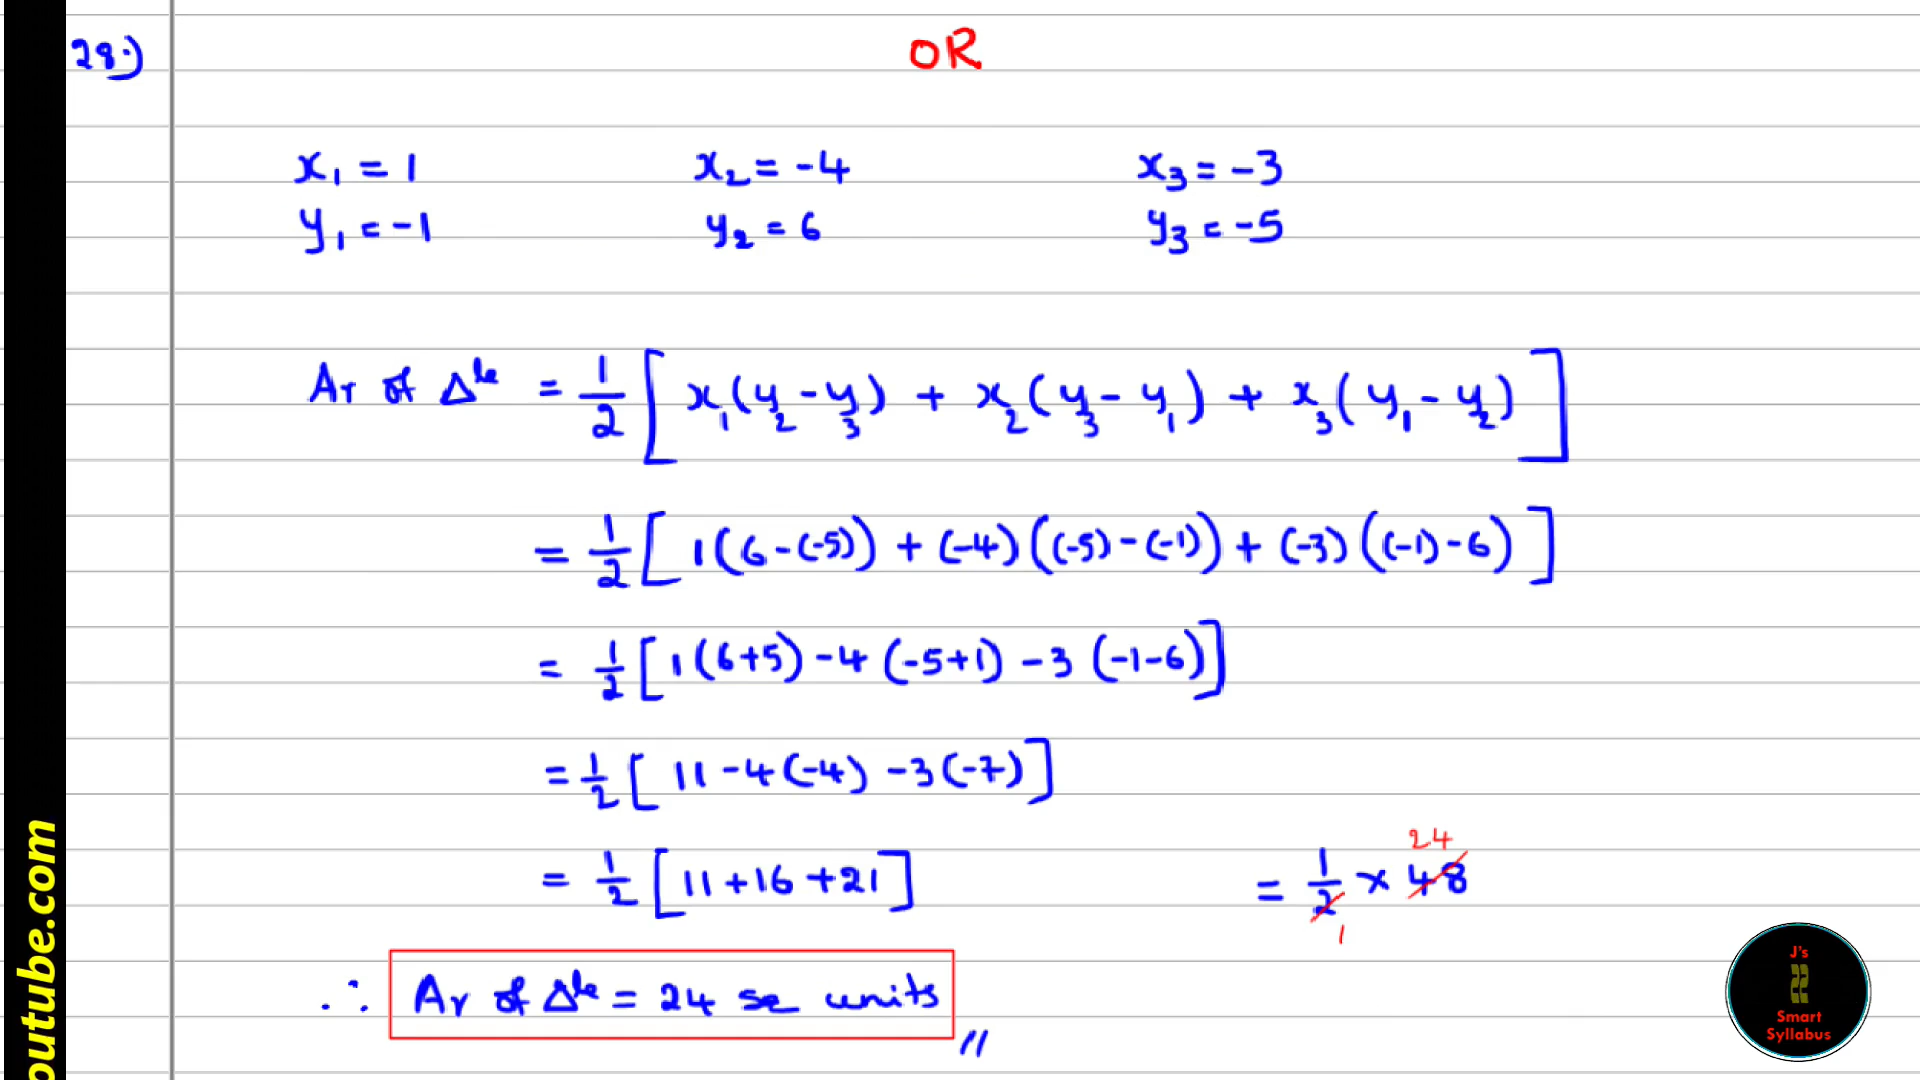 28.)
OR
x₁ = 1 x₂ = -4 x₃ = -3
y₁ = -1 y₂ = 6 y₃ = -5
Ar of Δˡᵉ = 1/2 [ x₁(y₂ - y₃) + x₂(y₃ - y₁) + x₃(y₁ - y₂) ]
= 1/2 [ 1(6-(-5)) + (-4)((-5)-(-1)) + (-3)((-1)-6) ]
= 1/2 [ 1(6+5) -4(-5+1) -3(-1-6) ]
= 1/2 [ 11 -4(-4) -3(-7) ]
= 1/2 [ 11 + 16 + 21 ] = 1/2 × 48
24
1
∴ Ar of Δˡᵉ = 24 sq units //
outube.com
J's
Smart
Syllabus